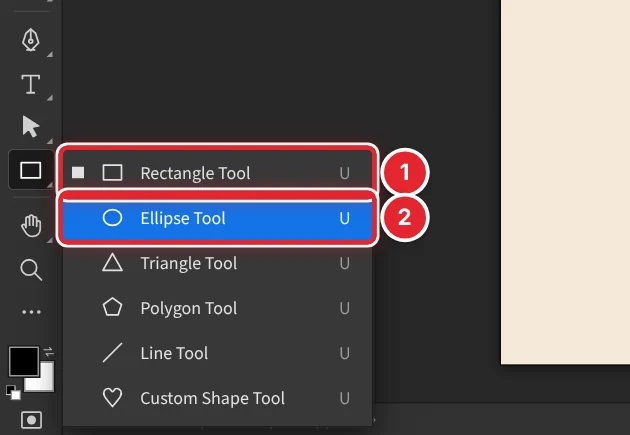 Rectangle Tool U 1
Ellipse Tool U 2
Triangle Tool U
Polygon Tool U
Line Tool U
Custom Shape Tool U